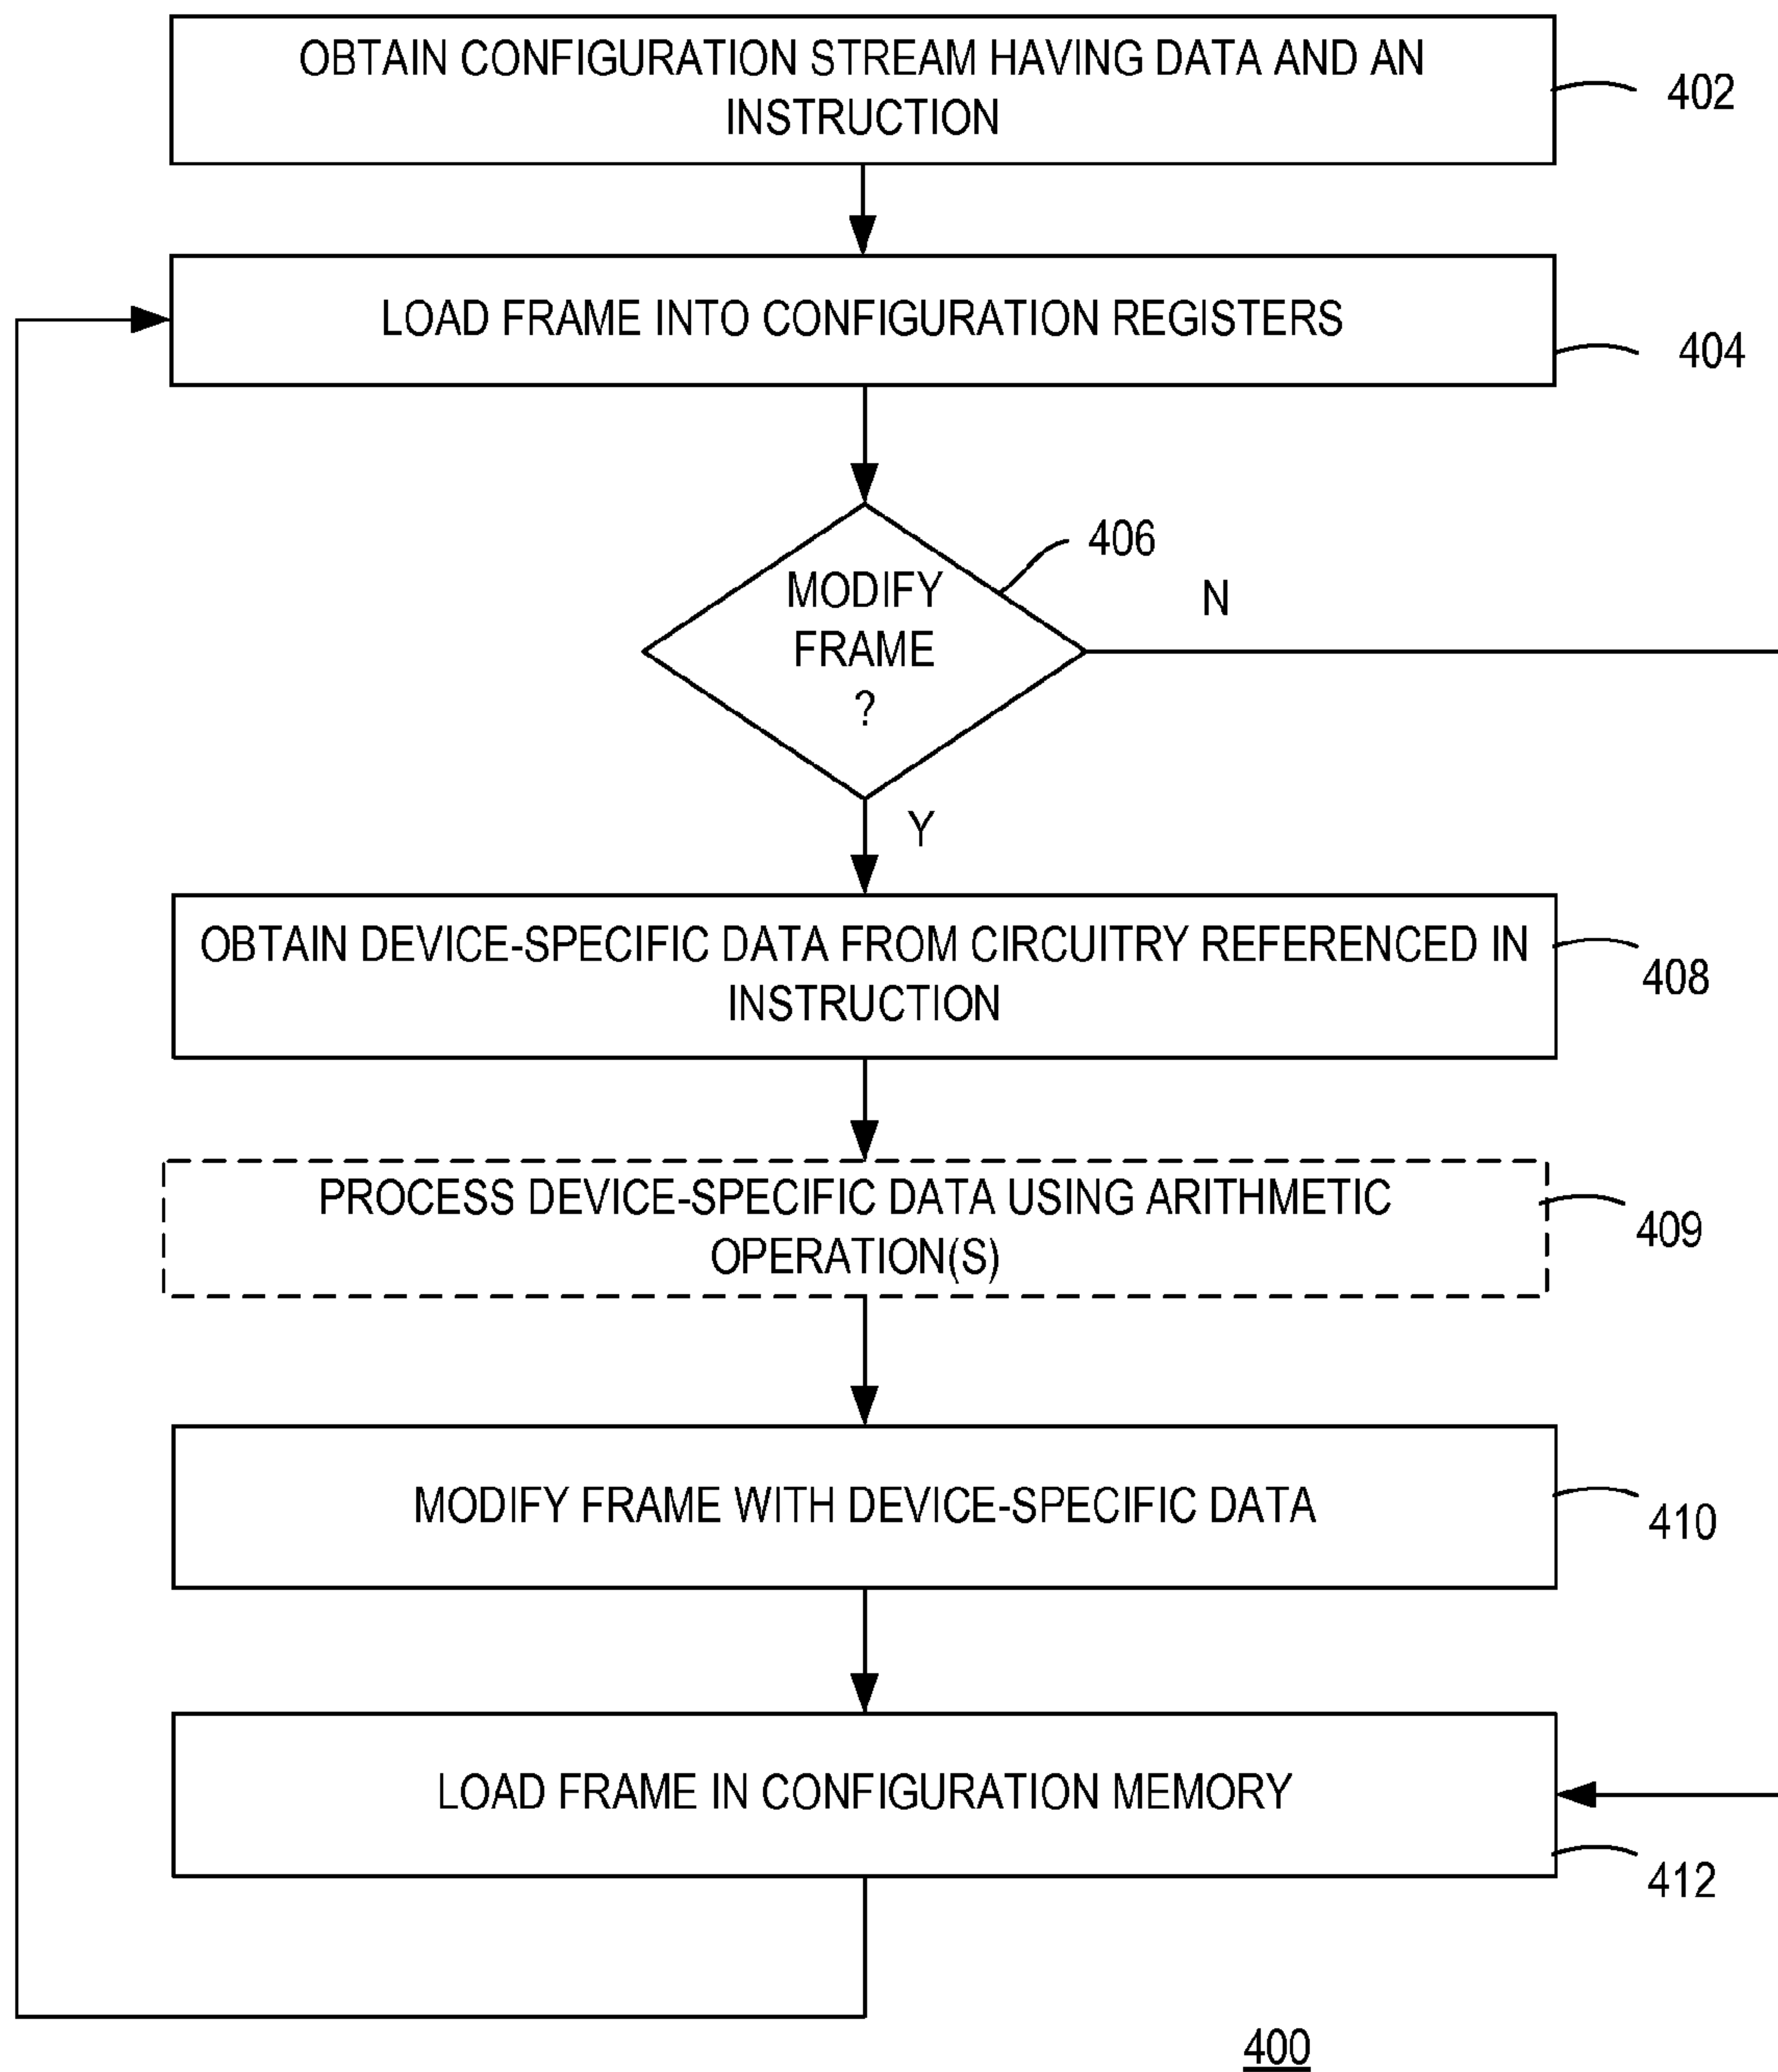 OBTAIN CONFIGURATION STREAM HAVING DATA AND AN
INSTRUCTION
402
LOAD FRAME INTO CONFIGURATION REGISTERS
404
406
MODIFY
FRAME
?
N
Y
OBTAIN DEVICE-SPECIFIC DATA FROM CIRCUITRY REFERENCED IN
INSTRUCTION
408
PROCESS DEVICE-SPECIFIC DATA USING ARITHMETIC
OPERATION(S)
409
MODIFY FRAME WITH DEVICE-SPECIFIC DATA
410
LOAD FRAME IN CONFIGURATION MEMORY
412
400